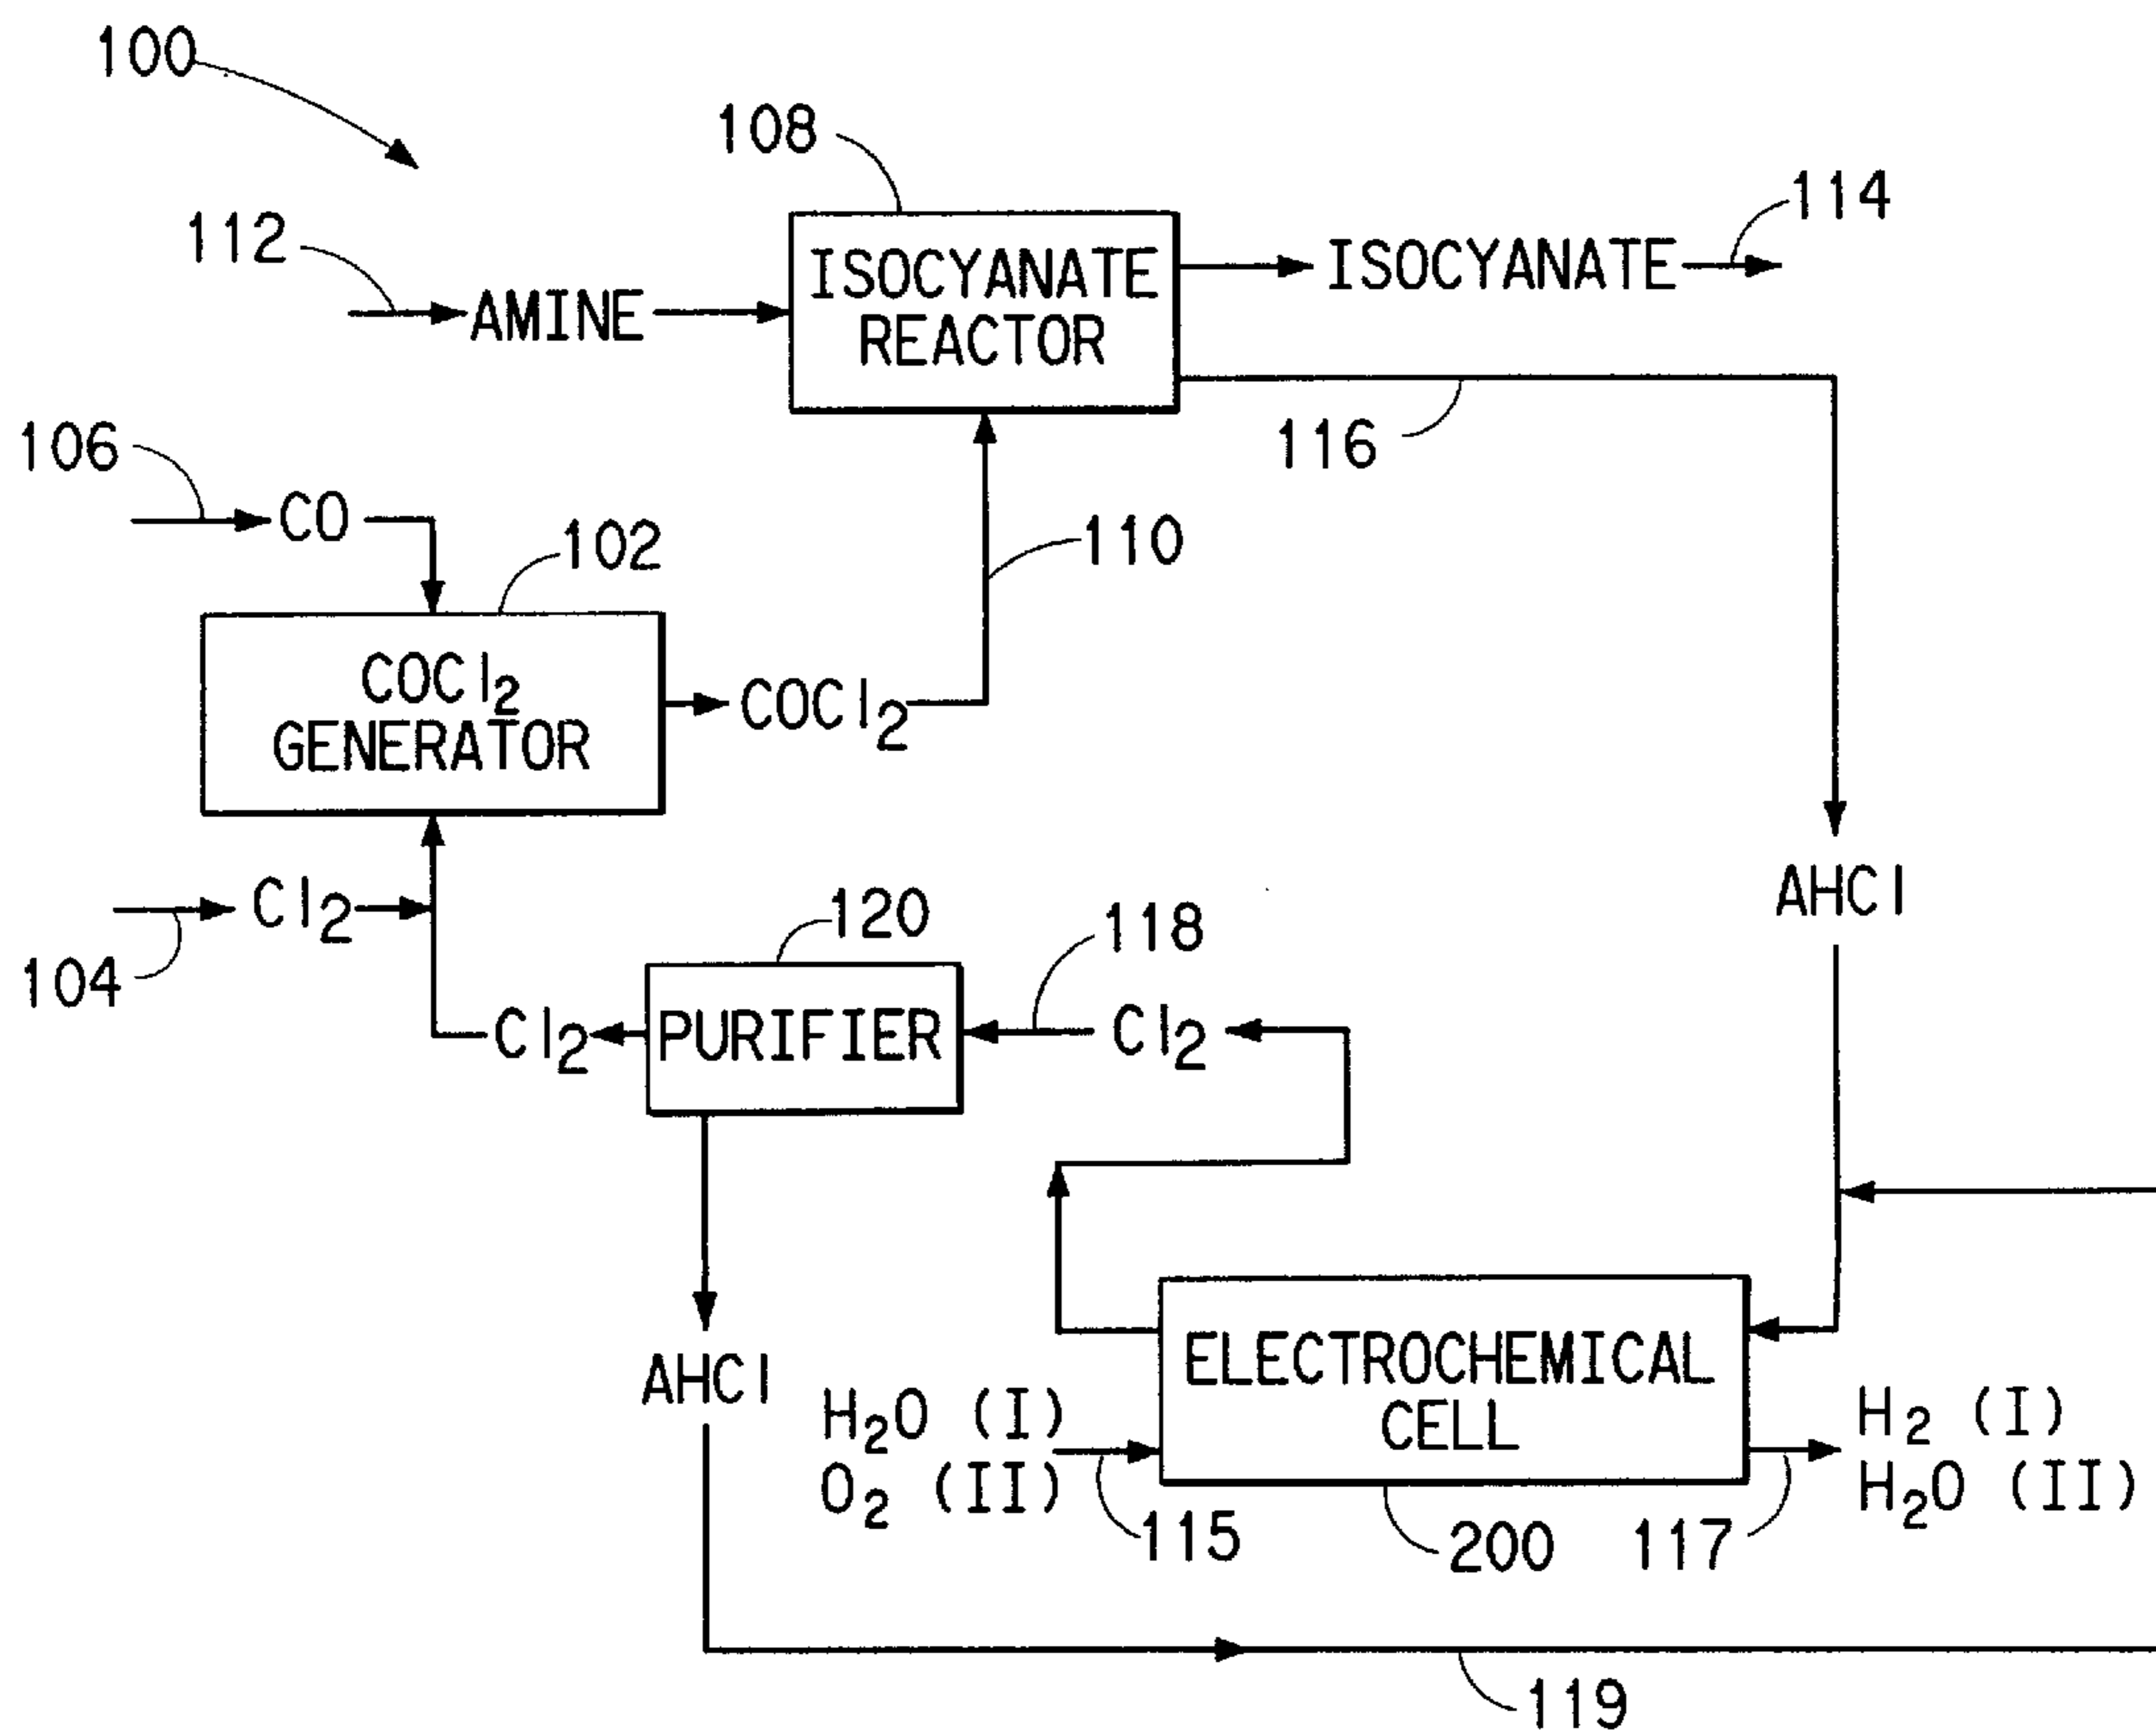 100
108
114
112
ISOCYANATE
REACTOR
ISOCYANATE
AMINE
106
116
CO
102
110
COCl2
GENERATOR
COCl2
AHCl
Cl2
120
118
104
Cl2
PURIFIER
Cl2
AHCl
H2O (I)
O2 (II)
ELECTROCHEMICAL
CELL
H2 (I)
H2O (II)
115
200
117
119